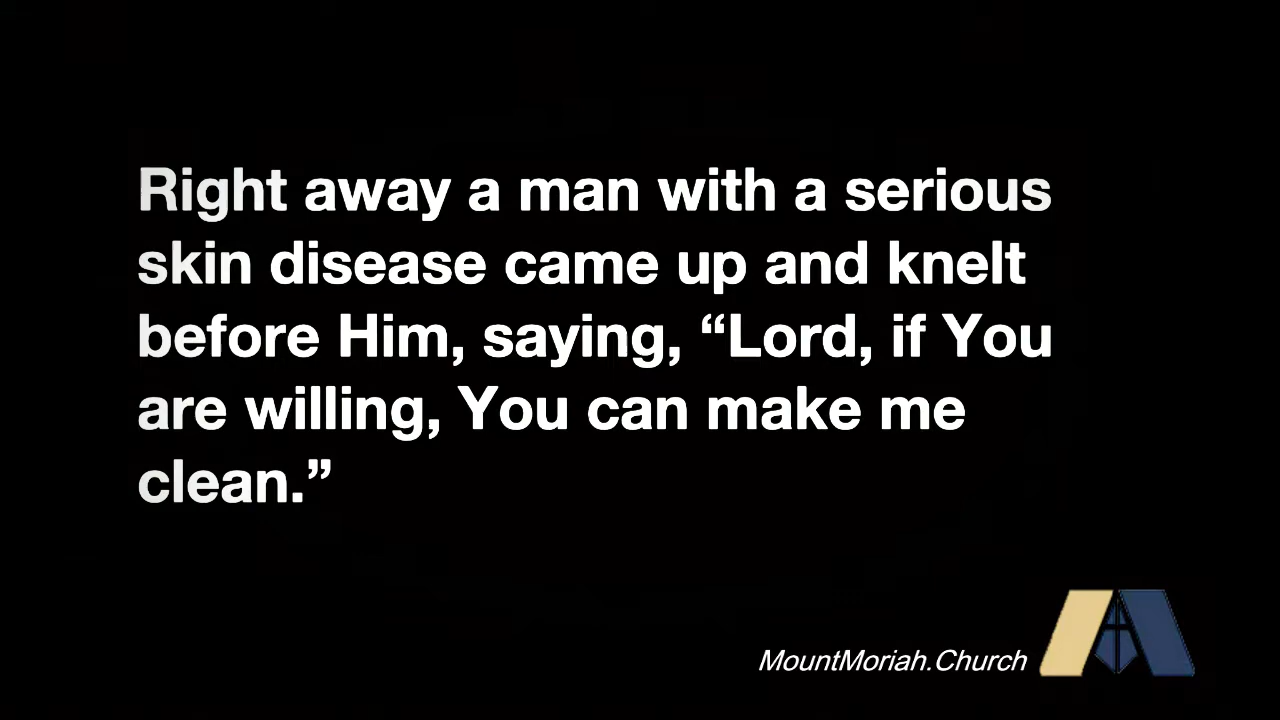 Right away a man with a serious
skin disease came up and knelt
before Him, saying, “Lord, if You
are willing, You can make me
clean.”
MountMoriah.Church